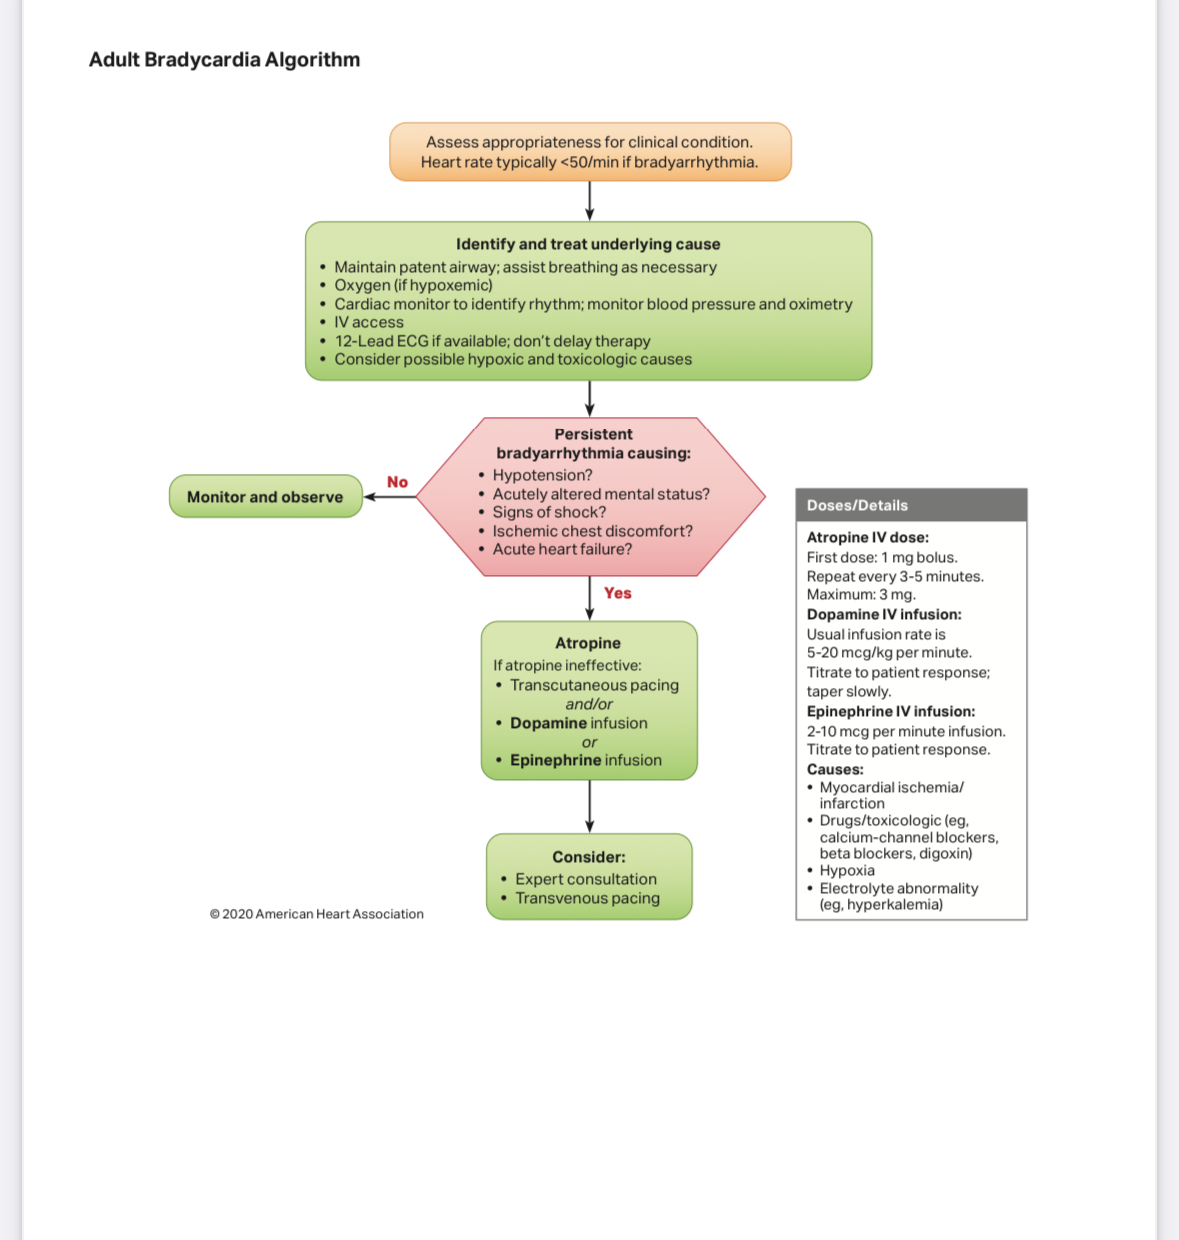 Adult Bradycardia Algorithm
Assess appropriateness for clinical condition.
Heart rate typically <50/min if bradyarrhythmia.
Identify and treat underlying cause
• Maintain patent airway; assist breathing as necessary
• Oxygen (if hypoxemic)
• Cardiac monitor to identify rhythm; monitor blood pressure and oximetry
• IV access
• 12-Lead ECG if available; don't delay therapy
• Consider possible hypoxic and toxicologic causes
Persistent
bradyarrhythmia causing:
• Hypotension?
• Acutely altered mental status?
• Signs of shock?
• Ischemic chest discomfort?
• Acute heart failure?
No
Monitor and observe
Yes
Atropine
If atropine ineffective:
• Transcutaneous pacing
and/or
• Dopamine infusion
or
• Epinephrine infusion
Consider:
• Expert consultation
• Transvenous pacing
Doses/Details
Atropine IV dose:
First dose: 1 mg bolus.
Repeat every 3-5 minutes.
Maximum: 3 mg.
Dopamine IV infusion:
Usual infusion rate is
5-20 mcg/kg per minute.
Titrate to patient response;
taper slowly.
Epinephrine IV infusion:
2-10 mcg per minute infusion.
Titrate to patient response.
Causes:
• Myocardial ischemia/
infarction
• Drugs/toxicologic (eg,
calcium-channel blockers,
beta blockers, digoxin)
• Hypoxia
• Electrolyte abnormality
(eg, hyperkalemia)
© 2020 American Heart Association